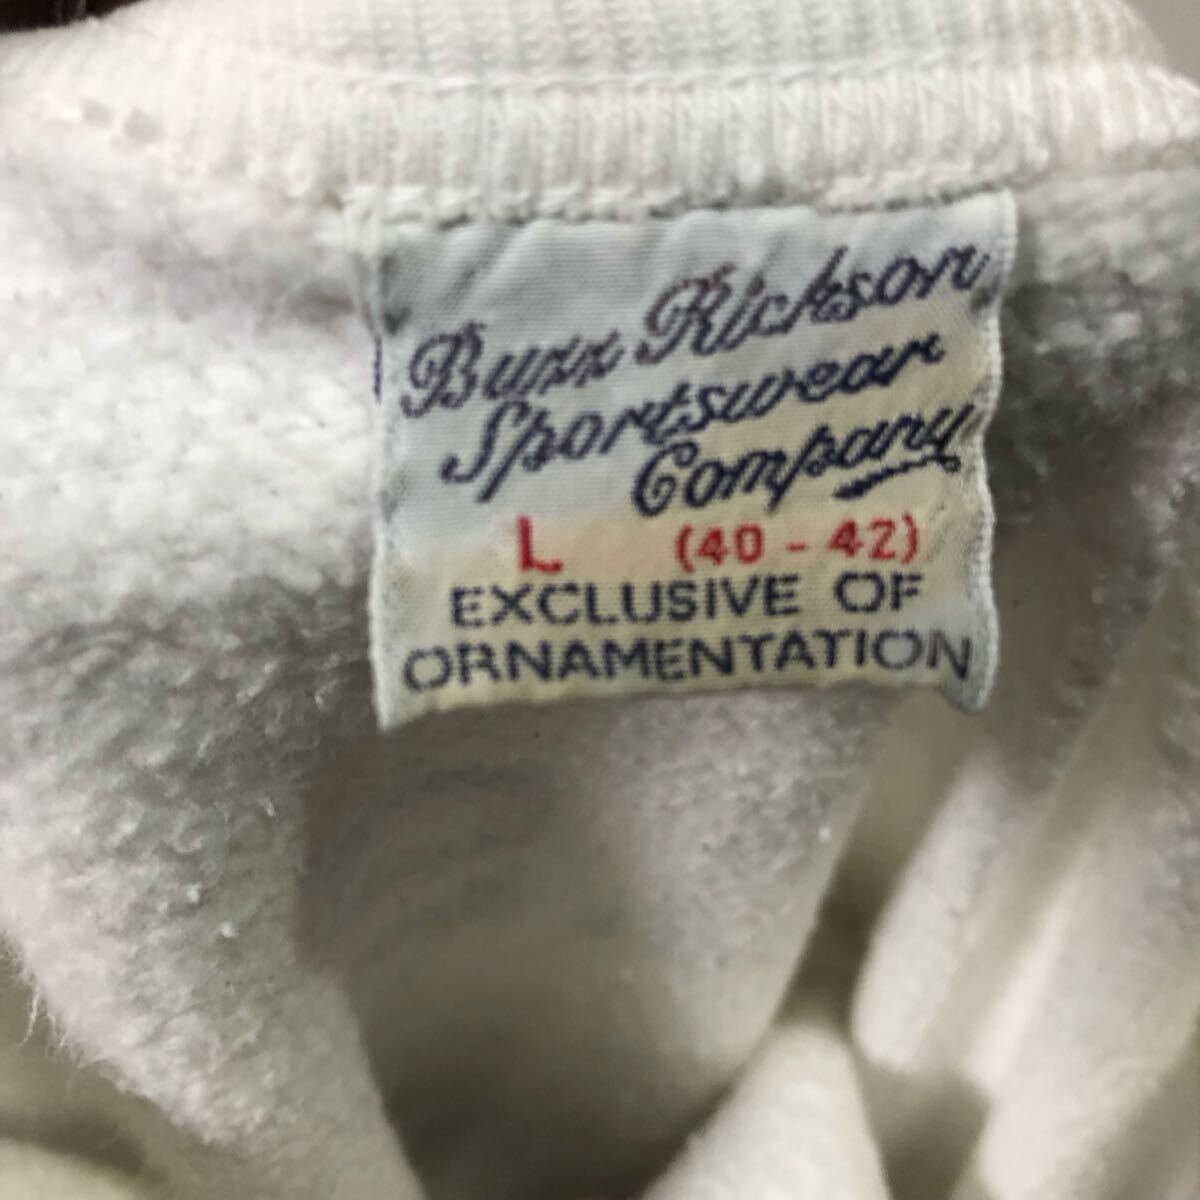 Buzz Rickson
Sportswear
Company
L (40 - 42)
EXCLUSIVE OF
ORNAMENTATION